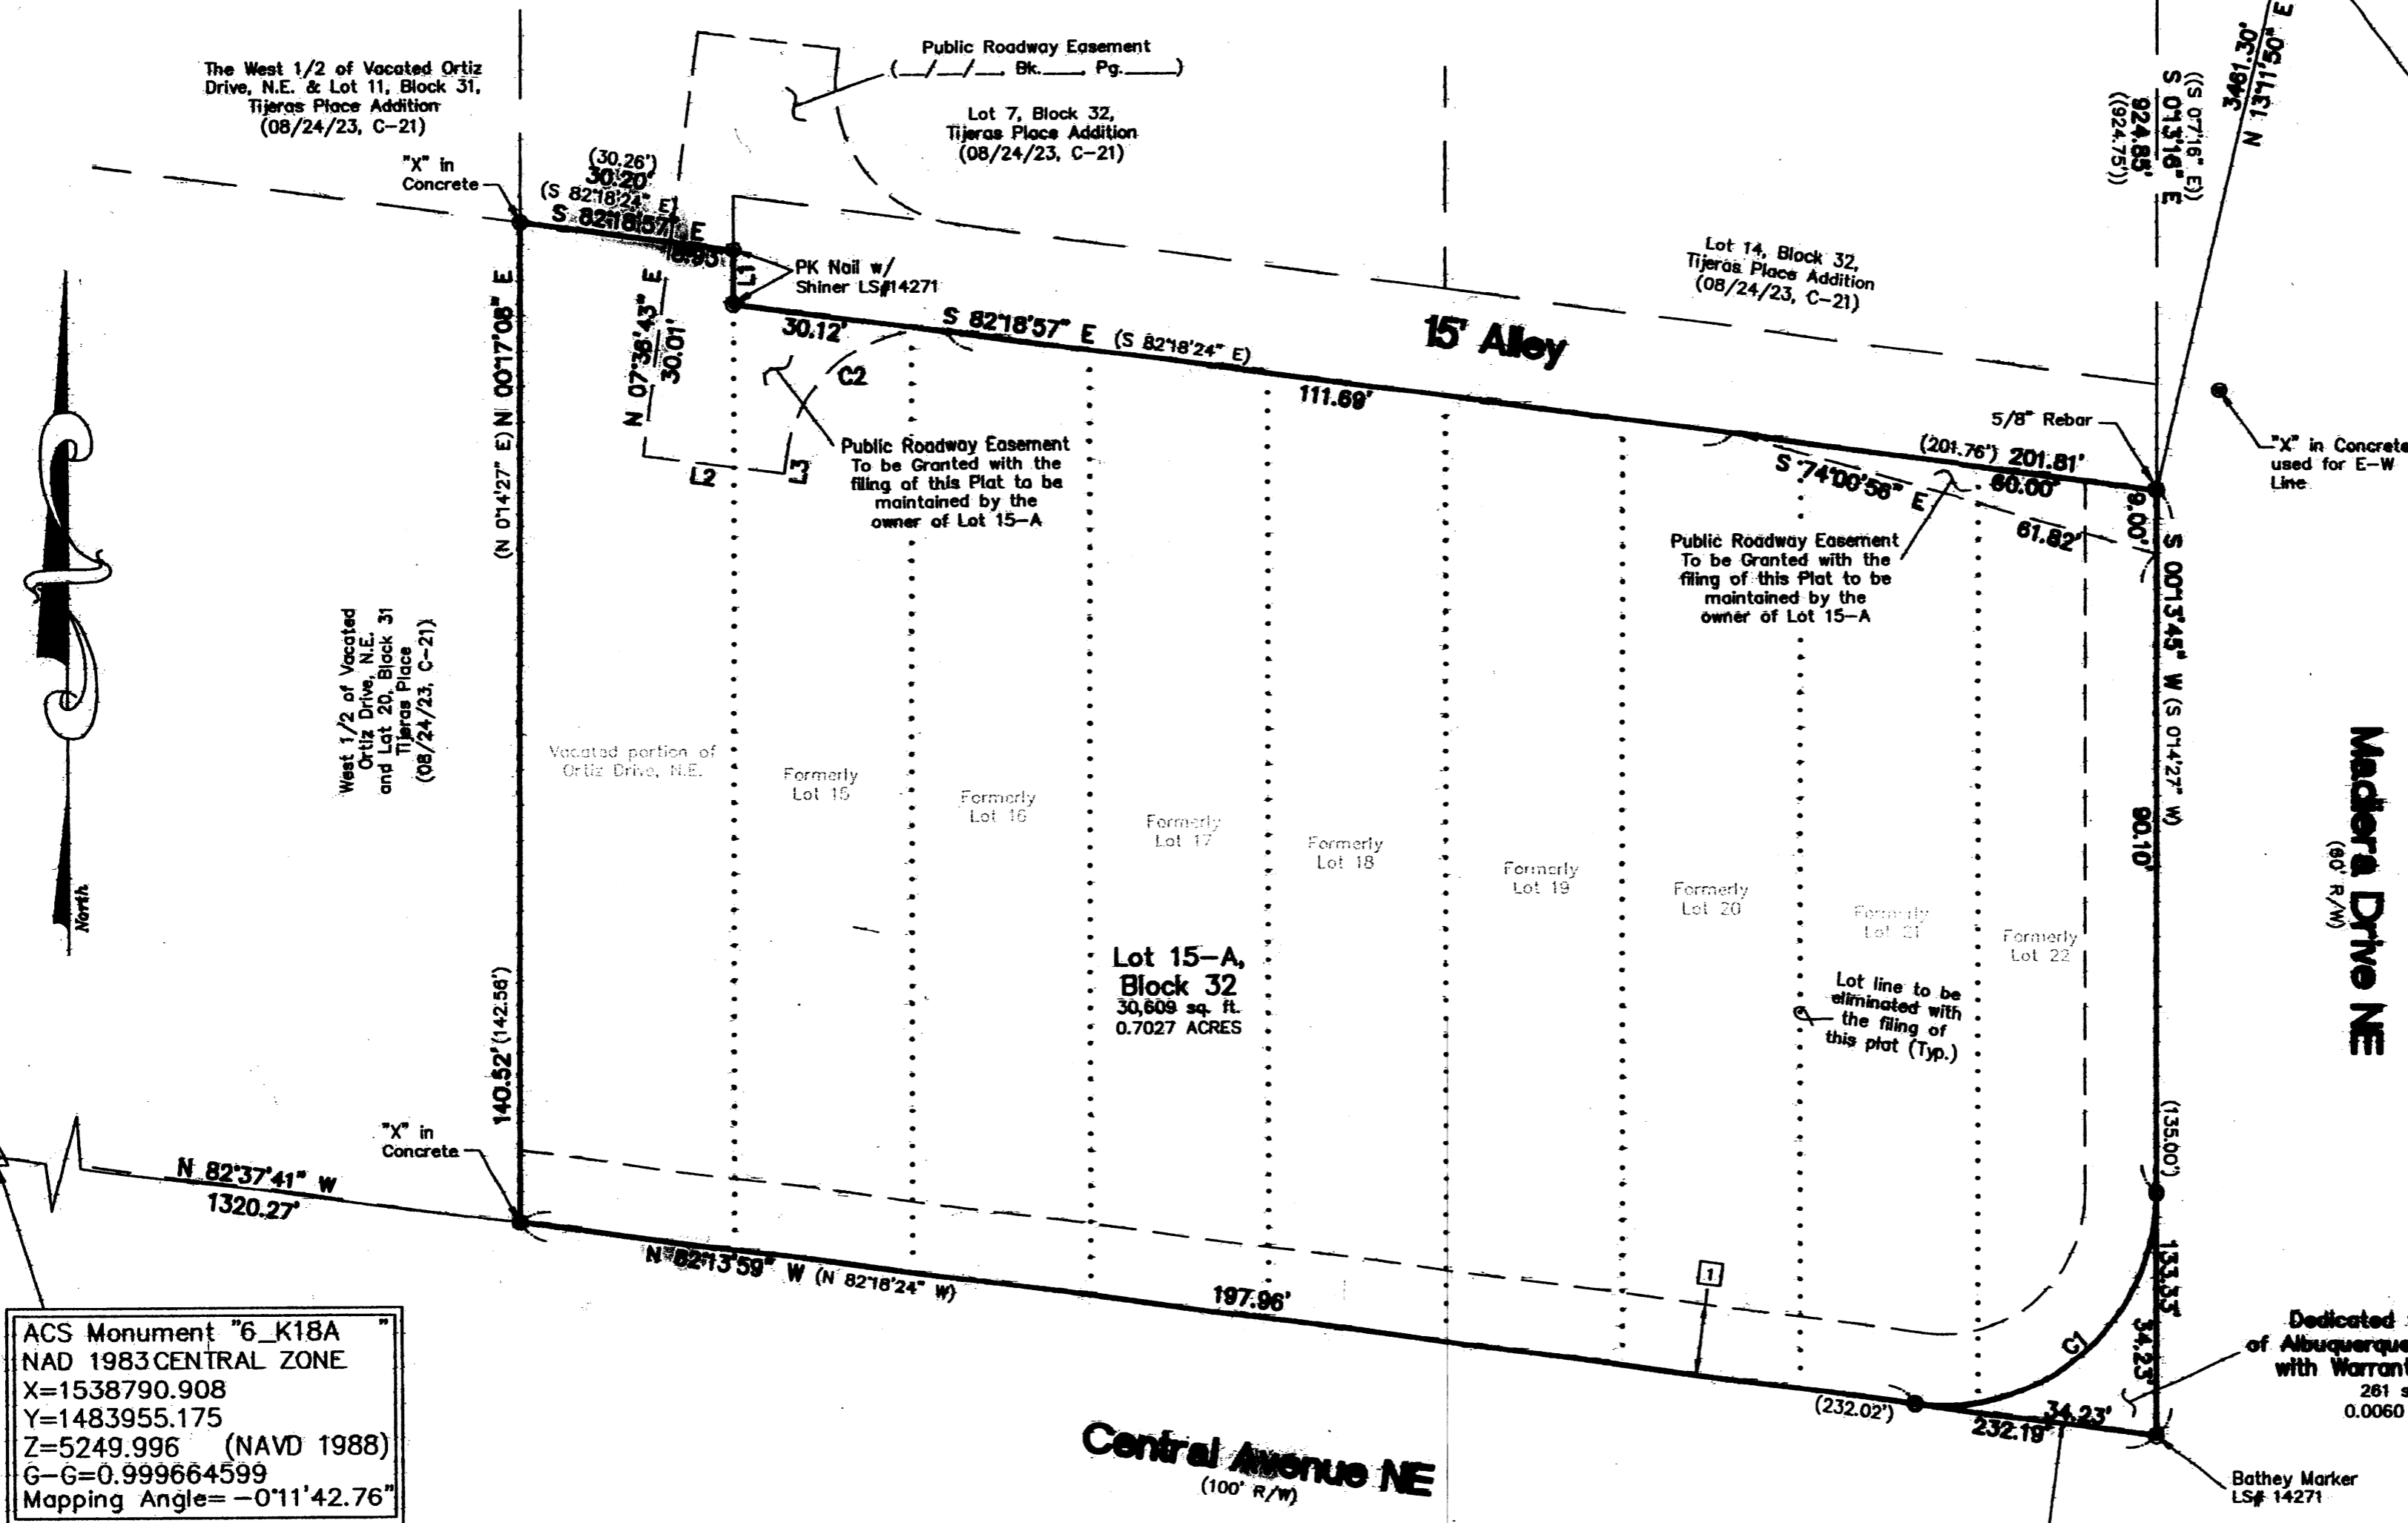 The West 1/2 of Vacated Ortiz
Drive, N.E. & Lot 11, Block 31,
Tijeras Place Addition
(08/24/23, C-21)
Public Roadway Easement
(__/__/__, Bk.____, Pg.____)
Lot 7, Block 32,
Tijeras Place Addition
(08/24/23, C-21)
((S 0°7'16" E))
S 0°13'16" E
924.85'
((924.75'))
3461.30'
N 13°11'50" E
"X" in
Concrete
(30.26')
30.20'
(S 82°18'24" E)
S 82°18'57" E
L1
PK Nail w/
Shiner LS#14271
N 07°38'43" E
30.01'
30.12'
S 82°18'57" E (S 82°18'24" E)
111.69'
15' Alley
Lot 14, Block 32,
Tijeras Place Addition
(08/24/23, C-21)
5/8" Rebar
"X" in Concrete
used for E-W
Line
(201.76') 201.81'
60.00'
S 74°00'56" E
61.82'
9.00'
C2
L2
L3
Public Roadway Easement
To be Granted with the
filing of this Plat to be
maintained by the
owner of Lot 15-A
Public Roadway Easement
To be Granted with the
filing of this Plat to be
maintained by the
owner of Lot 15-A
(N 0°14'27" E) N 00°17'08" E
140.52' (142.56')
S 00°13'45" W (S 0°14'27" W)
90.10'
(135.00')
133.33'
34.23'
Madiera Drive NE
(60' R/W)
North
West 1/2 of Vacated
Ortiz Drive, N.E.
and Lot 20, Block 31
Tijeras Place
(08/24/23, C-21)
Vacated portion of
Ortiz Drive, N.E.
Formerly
Lot 15
Formerly
Lot 16
Formerly
Lot 17
Formerly
Lot 18
Formerly
Lot 19
Formerly
Lot 20
Formerly
Lot 21
Formerly
Lot 22
Lot 15-A,
Block 32
30,609 sq. ft.
0.7027 ACRES
Lot line to be
eliminated with
the filing of
this plat (Typ.)
"X" in
Concrete
N 82°37'41" W
1320.27'
N 82°13'59" W (N 82°18'24" W)
197.96'
1
C1
(232.02')
34.23'
232.19'
Dedicated
of Albuquerque
with Warrant
261 s
0.0060
Bathey Marker
LS# 14271
Central Avenue NE
(100' R/W)
ACS Monument "6_K18A "
NAD 1983 CENTRAL ZONE
X=1538790.908
Y=1483955.175
Z=5249.996 (NAVD 1988)
G-G=0.999664599
Mapping Angle= -0°11'42.76"